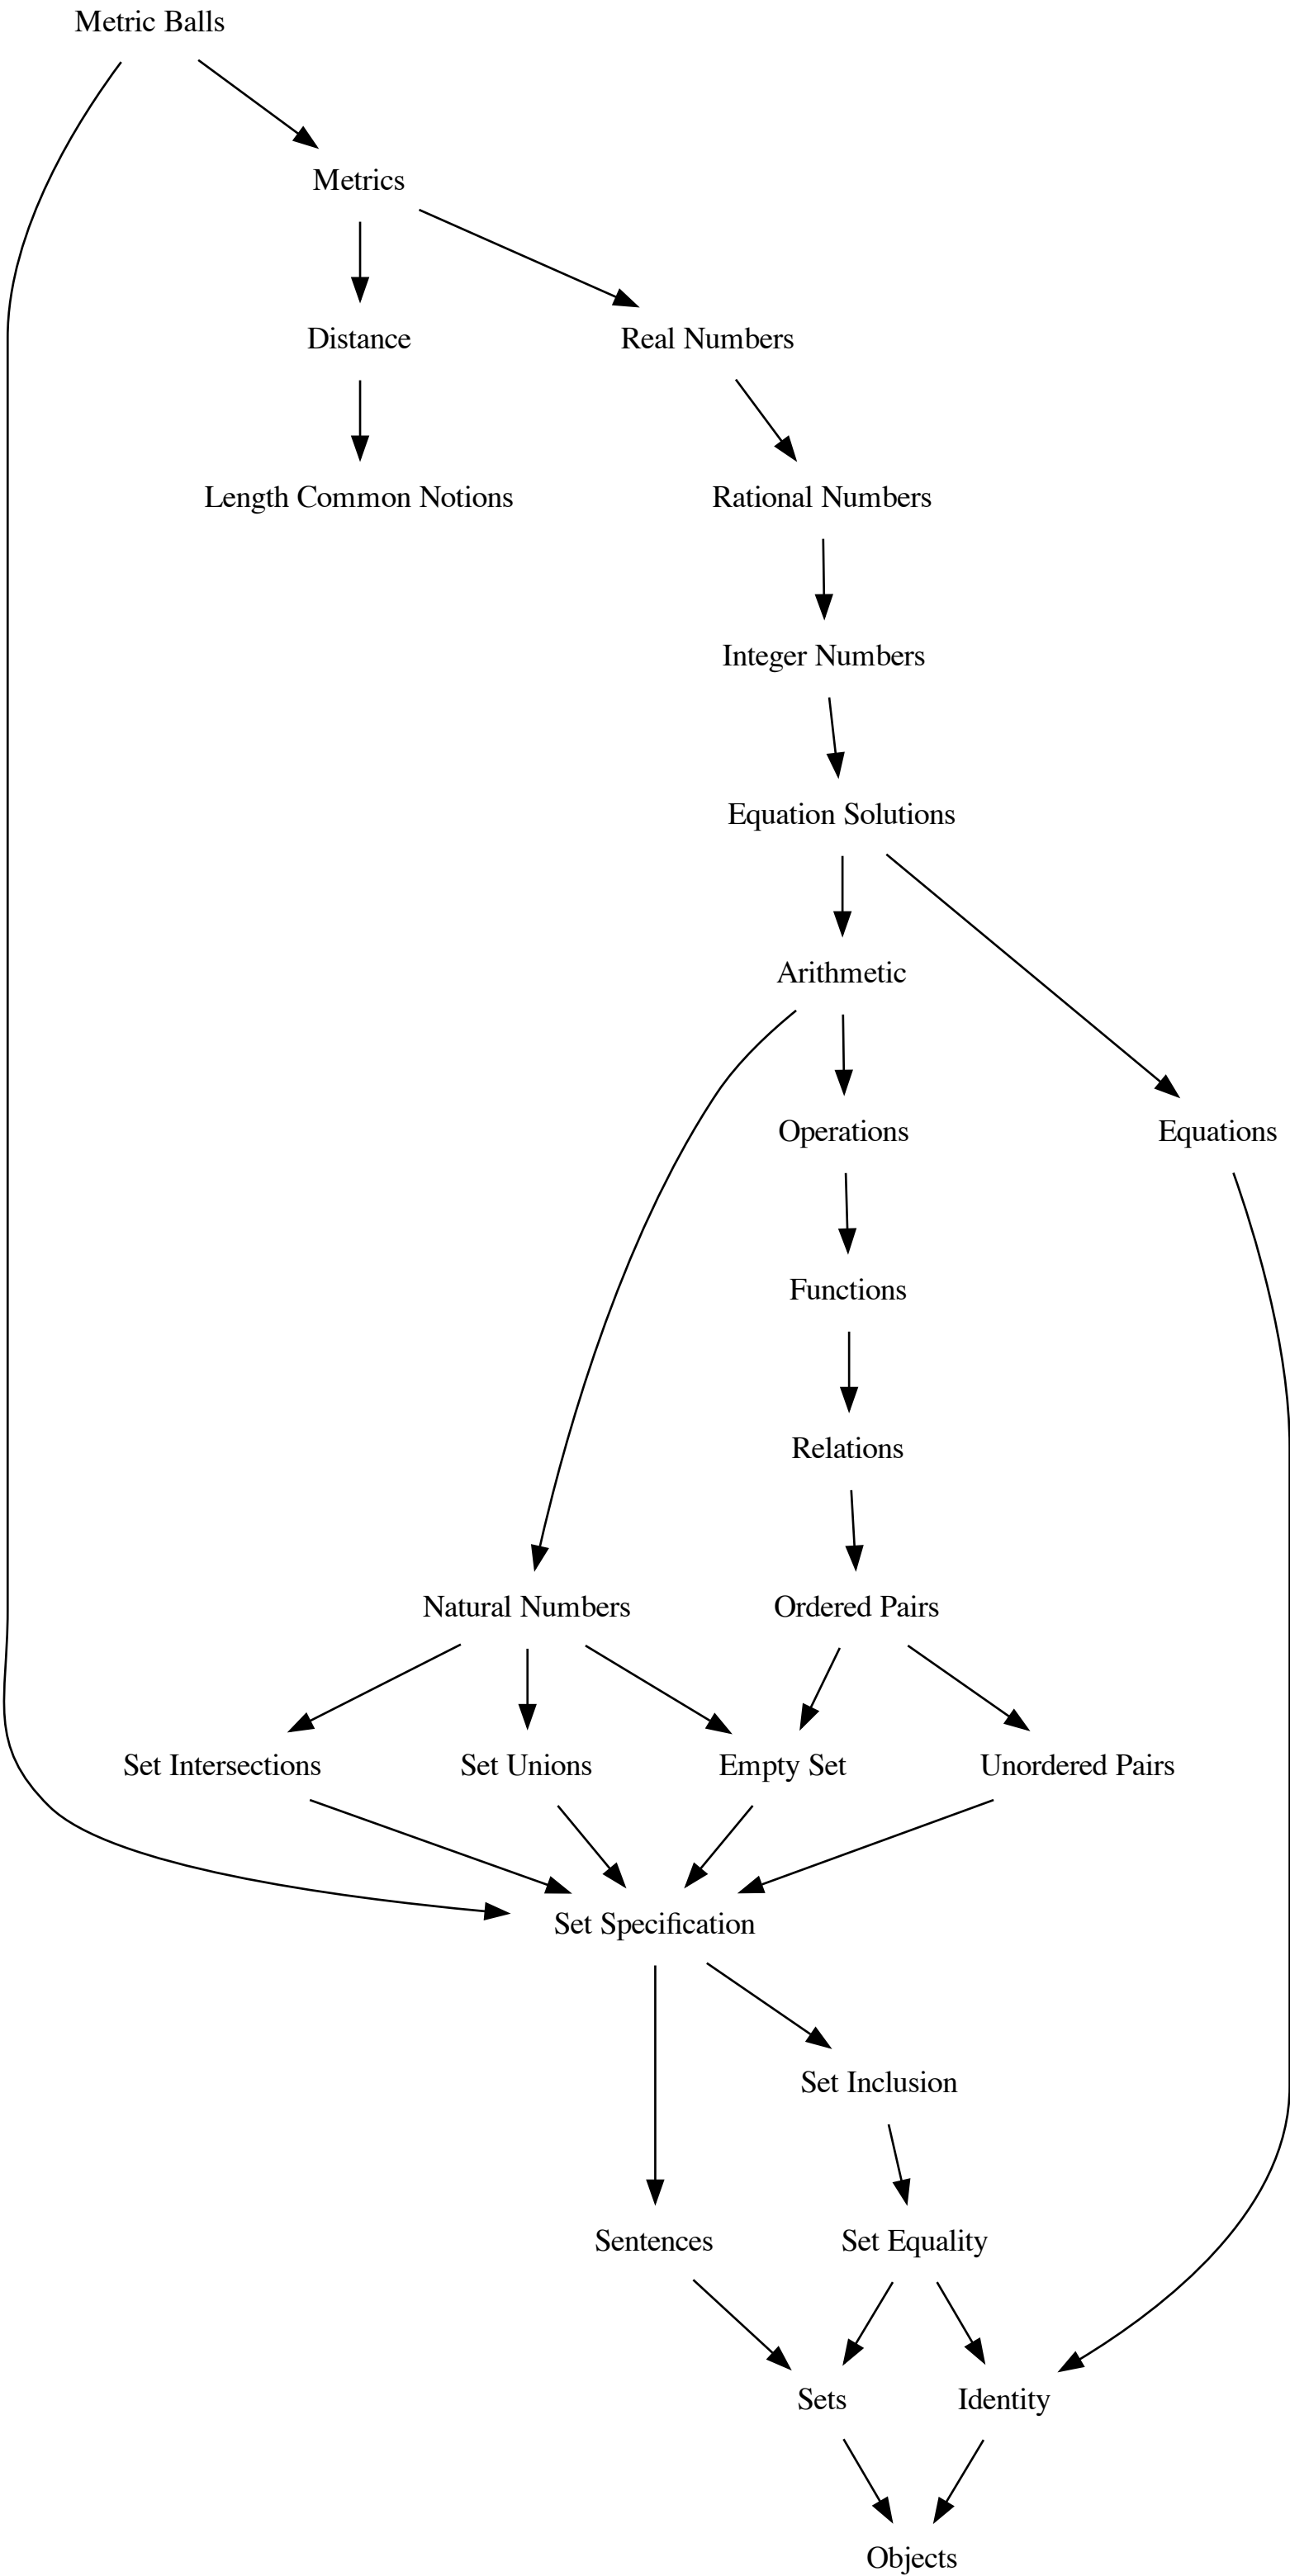 Metric Balls
Metrics
Distance
Real Numbers
Length Common Notions
Rational Numbers
Integer Numbers
Equation Solutions
Arithmetic
Operations
Equations
Functions
Relations
Natural Numbers
Ordered Pairs
Set Intersections
Set Unions
Empty Set
Unordered Pairs
Set Specification
Set Inclusion
Sentences
Set Equality
Sets
Identity
Objects